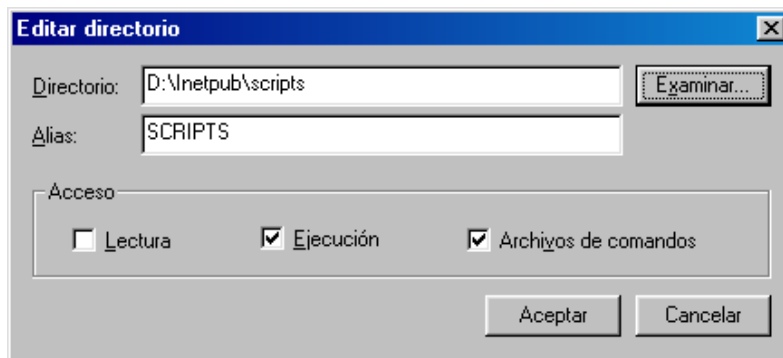 Editar directorio
Directorio: D:\Inetpub\scripts Examinar...
Alias: SCRIPTS
Acceso
Lectura Ejecución Archivos de comandos
Aceptar Cancelar